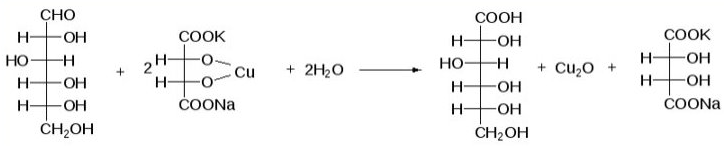 CHO
H OH
HO H
H OH
H OH
CH₂OH
+
2
COOK
H O
Cu
H O
COONa
+ 2H₂O
COOH
H OH
HO H
H OH
H OH
CH₂OH
+ Cu₂O +
COOK
H OH
H OH
COONa